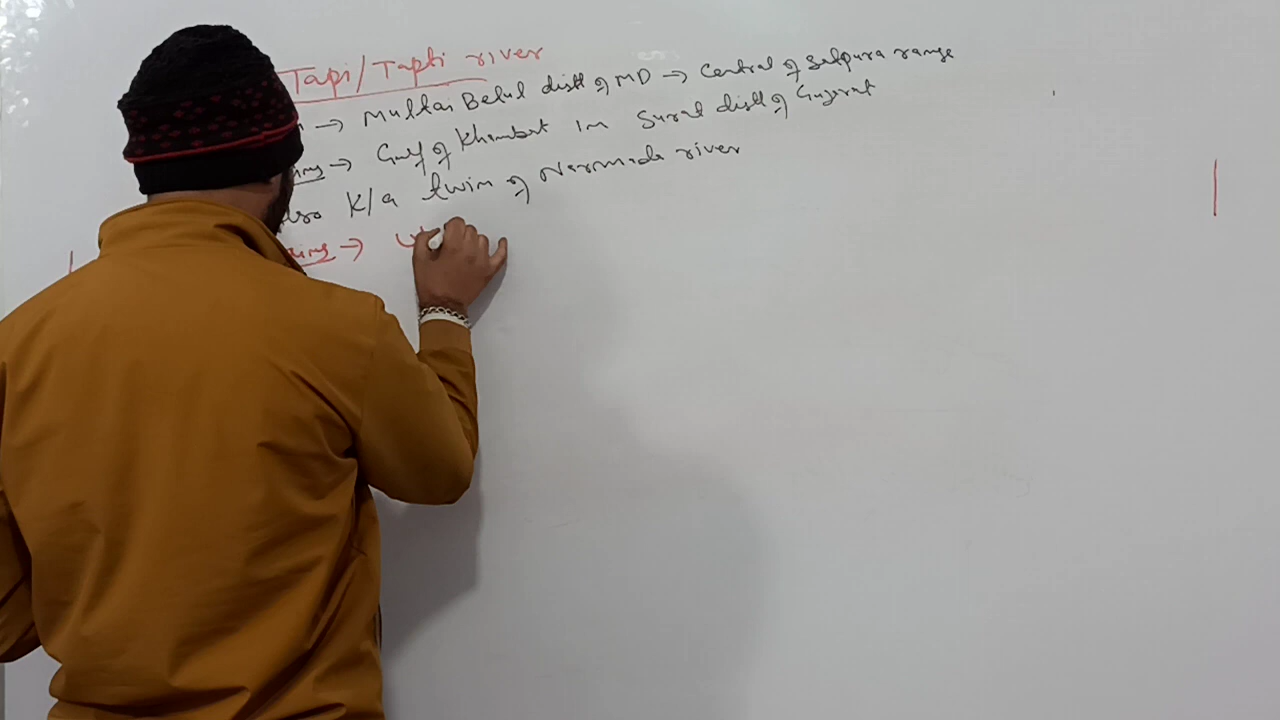 Tapi/Tapti river
→ Multai Betul distt of MP → Central of Satpura range
→ Gulf of Khambat in Surat distt of Gujarat
also K/a twin of Narmada river
→